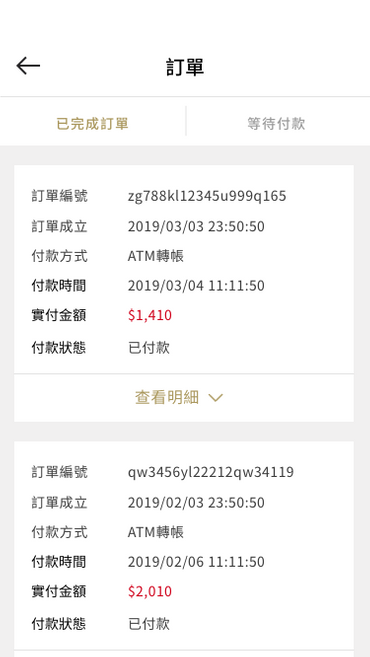 訂單
已完成訂單 等待付款
訂單編號 zg788kl12345u999q165
訂單成立 2019/03/03 23:50:50
付款方式 ATM轉帳
付款時間 2019/03/04 11:11:50
實付金額 $1,410
付款狀態 已付款
查看明細
訂單編號 qw3456yl22212qw34119
訂單成立 2019/02/03 23:50:50
付款方式 ATM轉帳
付款時間 2019/02/06 11:11:50
實付金額 $2,010
付款狀態 已付款